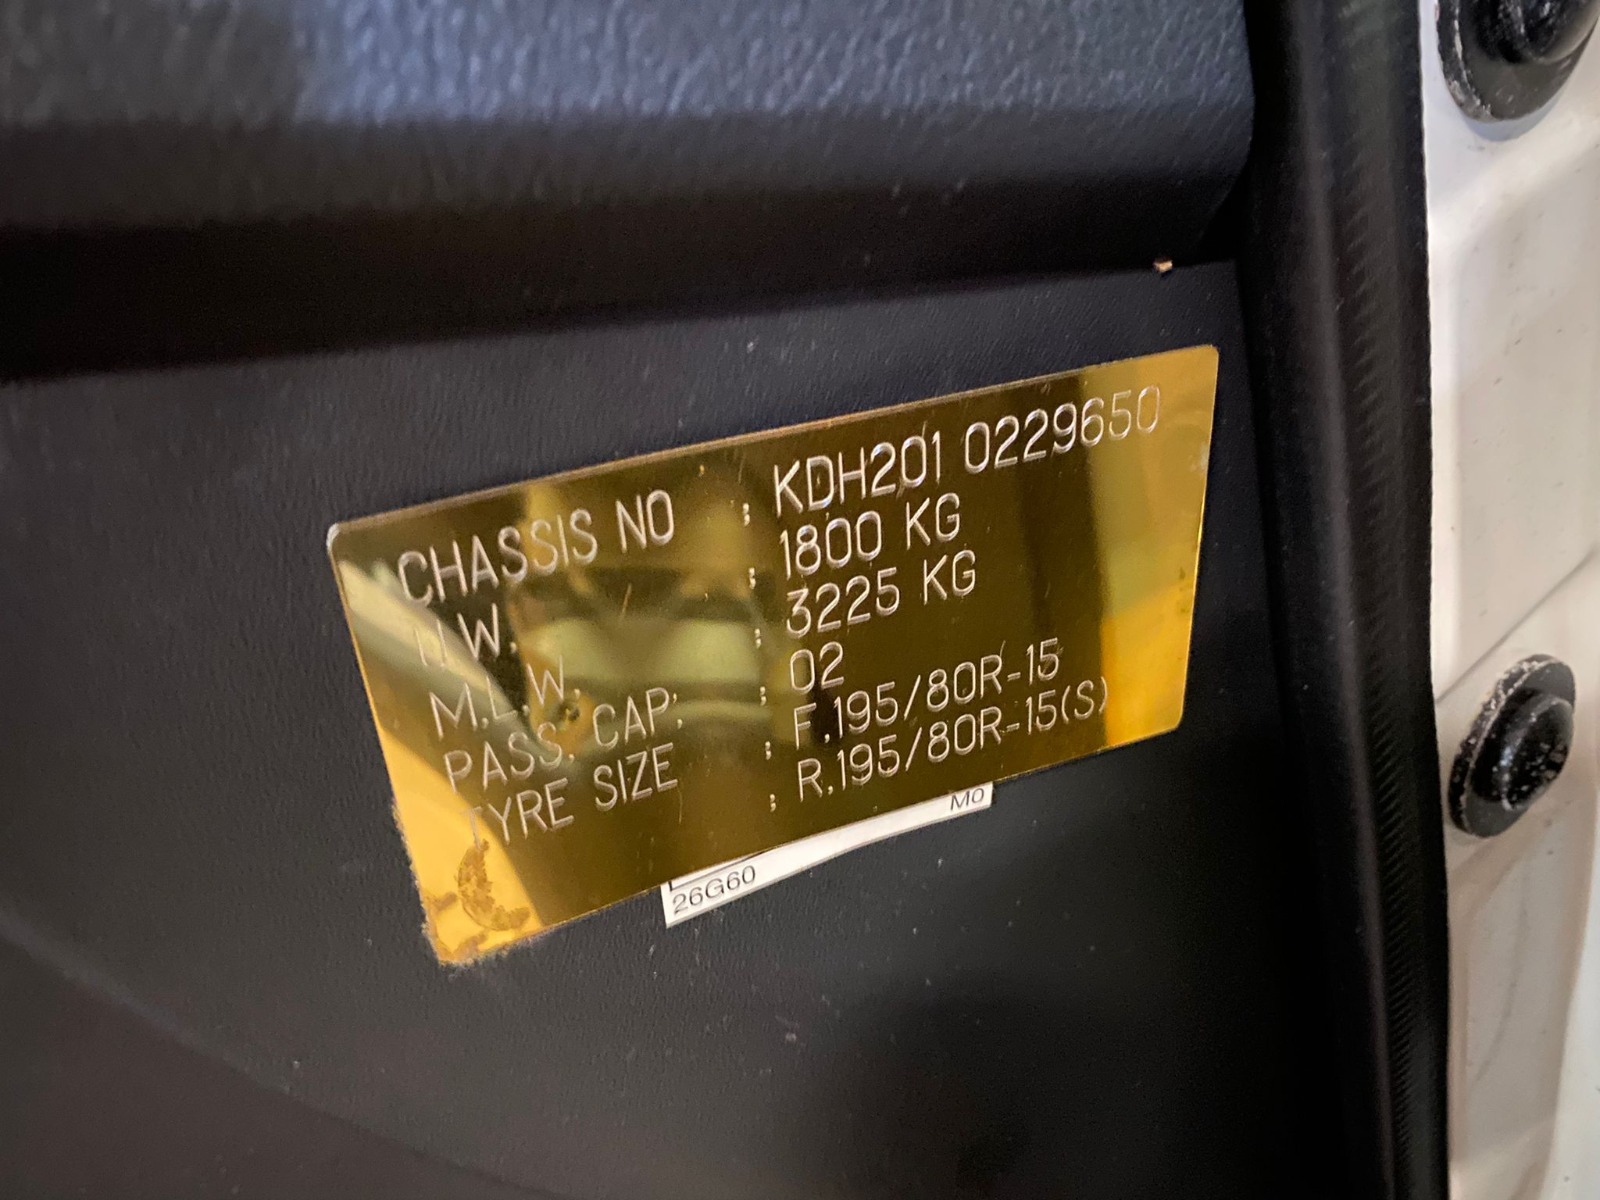 CHASSIS NO : KDH201 0229650
U.W. : 1800 KG
M.L.W. : 3225 KG
PASS. CAP: : 02
TYRE SIZE : F.195/80R-15
: R.195/80R-15(S)
M0
26G60